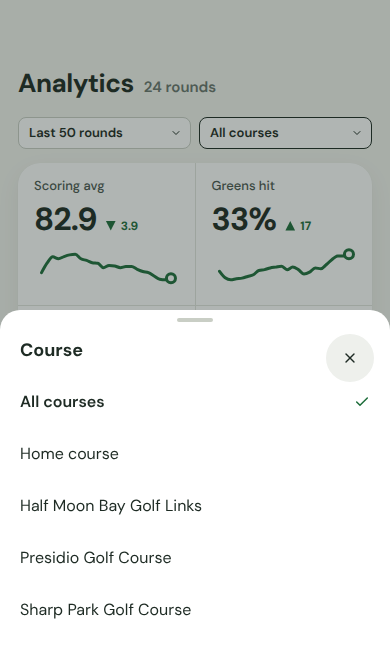 Analytics 24 rounds
Last 50 rounds All courses
Scoring avg Greens hit
82.9 ▼ 3.9 33% ▲ 17
Course
All courses
Home course
Half Moon Bay Golf Links
Presidio Golf Course
Sharp Park Golf Course